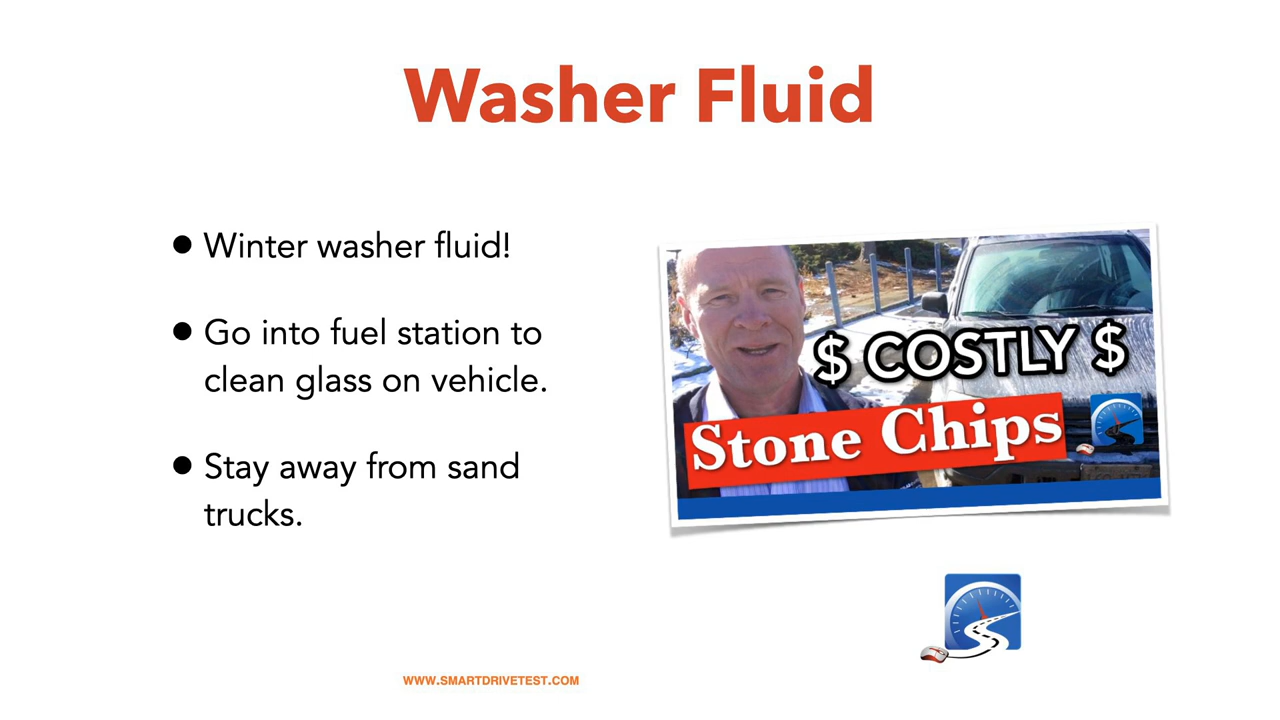 Washer Fluid
● Winter washer fluid!
● Go into fuel station to
clean glass on vehicle.
● Stay away from sand
trucks.
$ COSTLY $
Stone Chips
WWW.SMARTDRIVETEST.COM